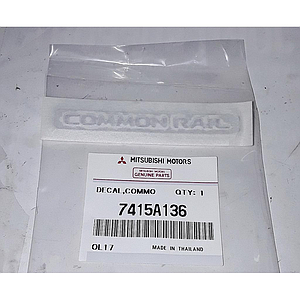 COMMON RAIL
MITSUBISHI MOTORS
MITSUBISHI MOTORS
GENUINE PARTS
DECAL,COMMO QTY: 1
7415A136
OL17 MADE IN THAILAND